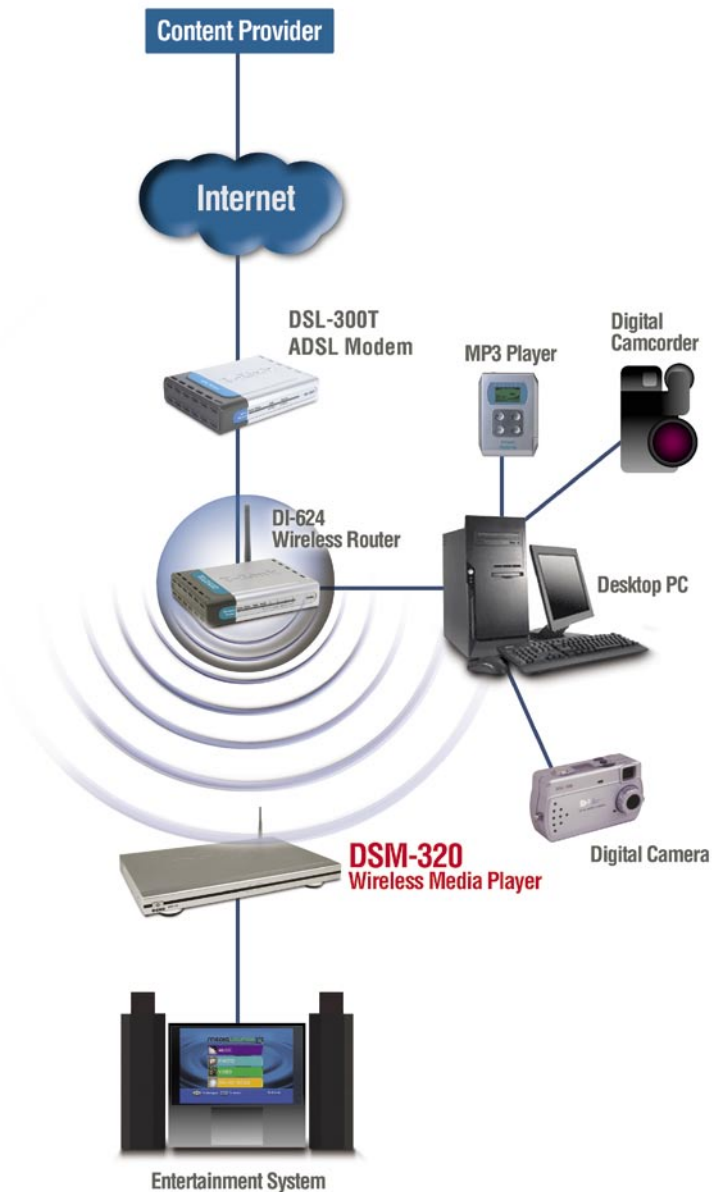 Content Provider
Internet
DSL-300T
ADSL Modem
MP3 Player
Digital
Camcorder
DI-624
Wireless Router
Desktop PC
DSM-320
Wireless Media Player
Digital Camera
Entertainment System